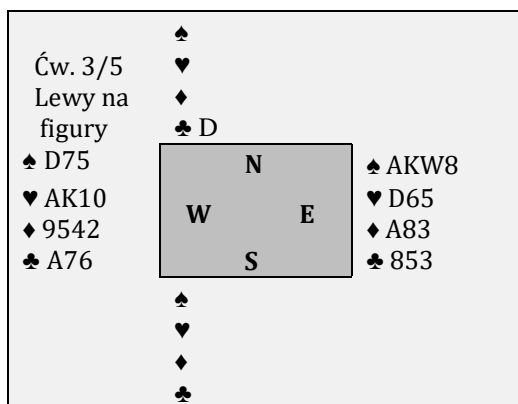 ♠
Ćw. 3/5 ♥
Lewy na ♦
figury ♣ D
♠ D75 N ♠ AKW8
♥ AK10 ♥ D65
W E
♦ 9542 ♦ A83
♣ A76 S ♣ 853
♠
♥
♦
♣